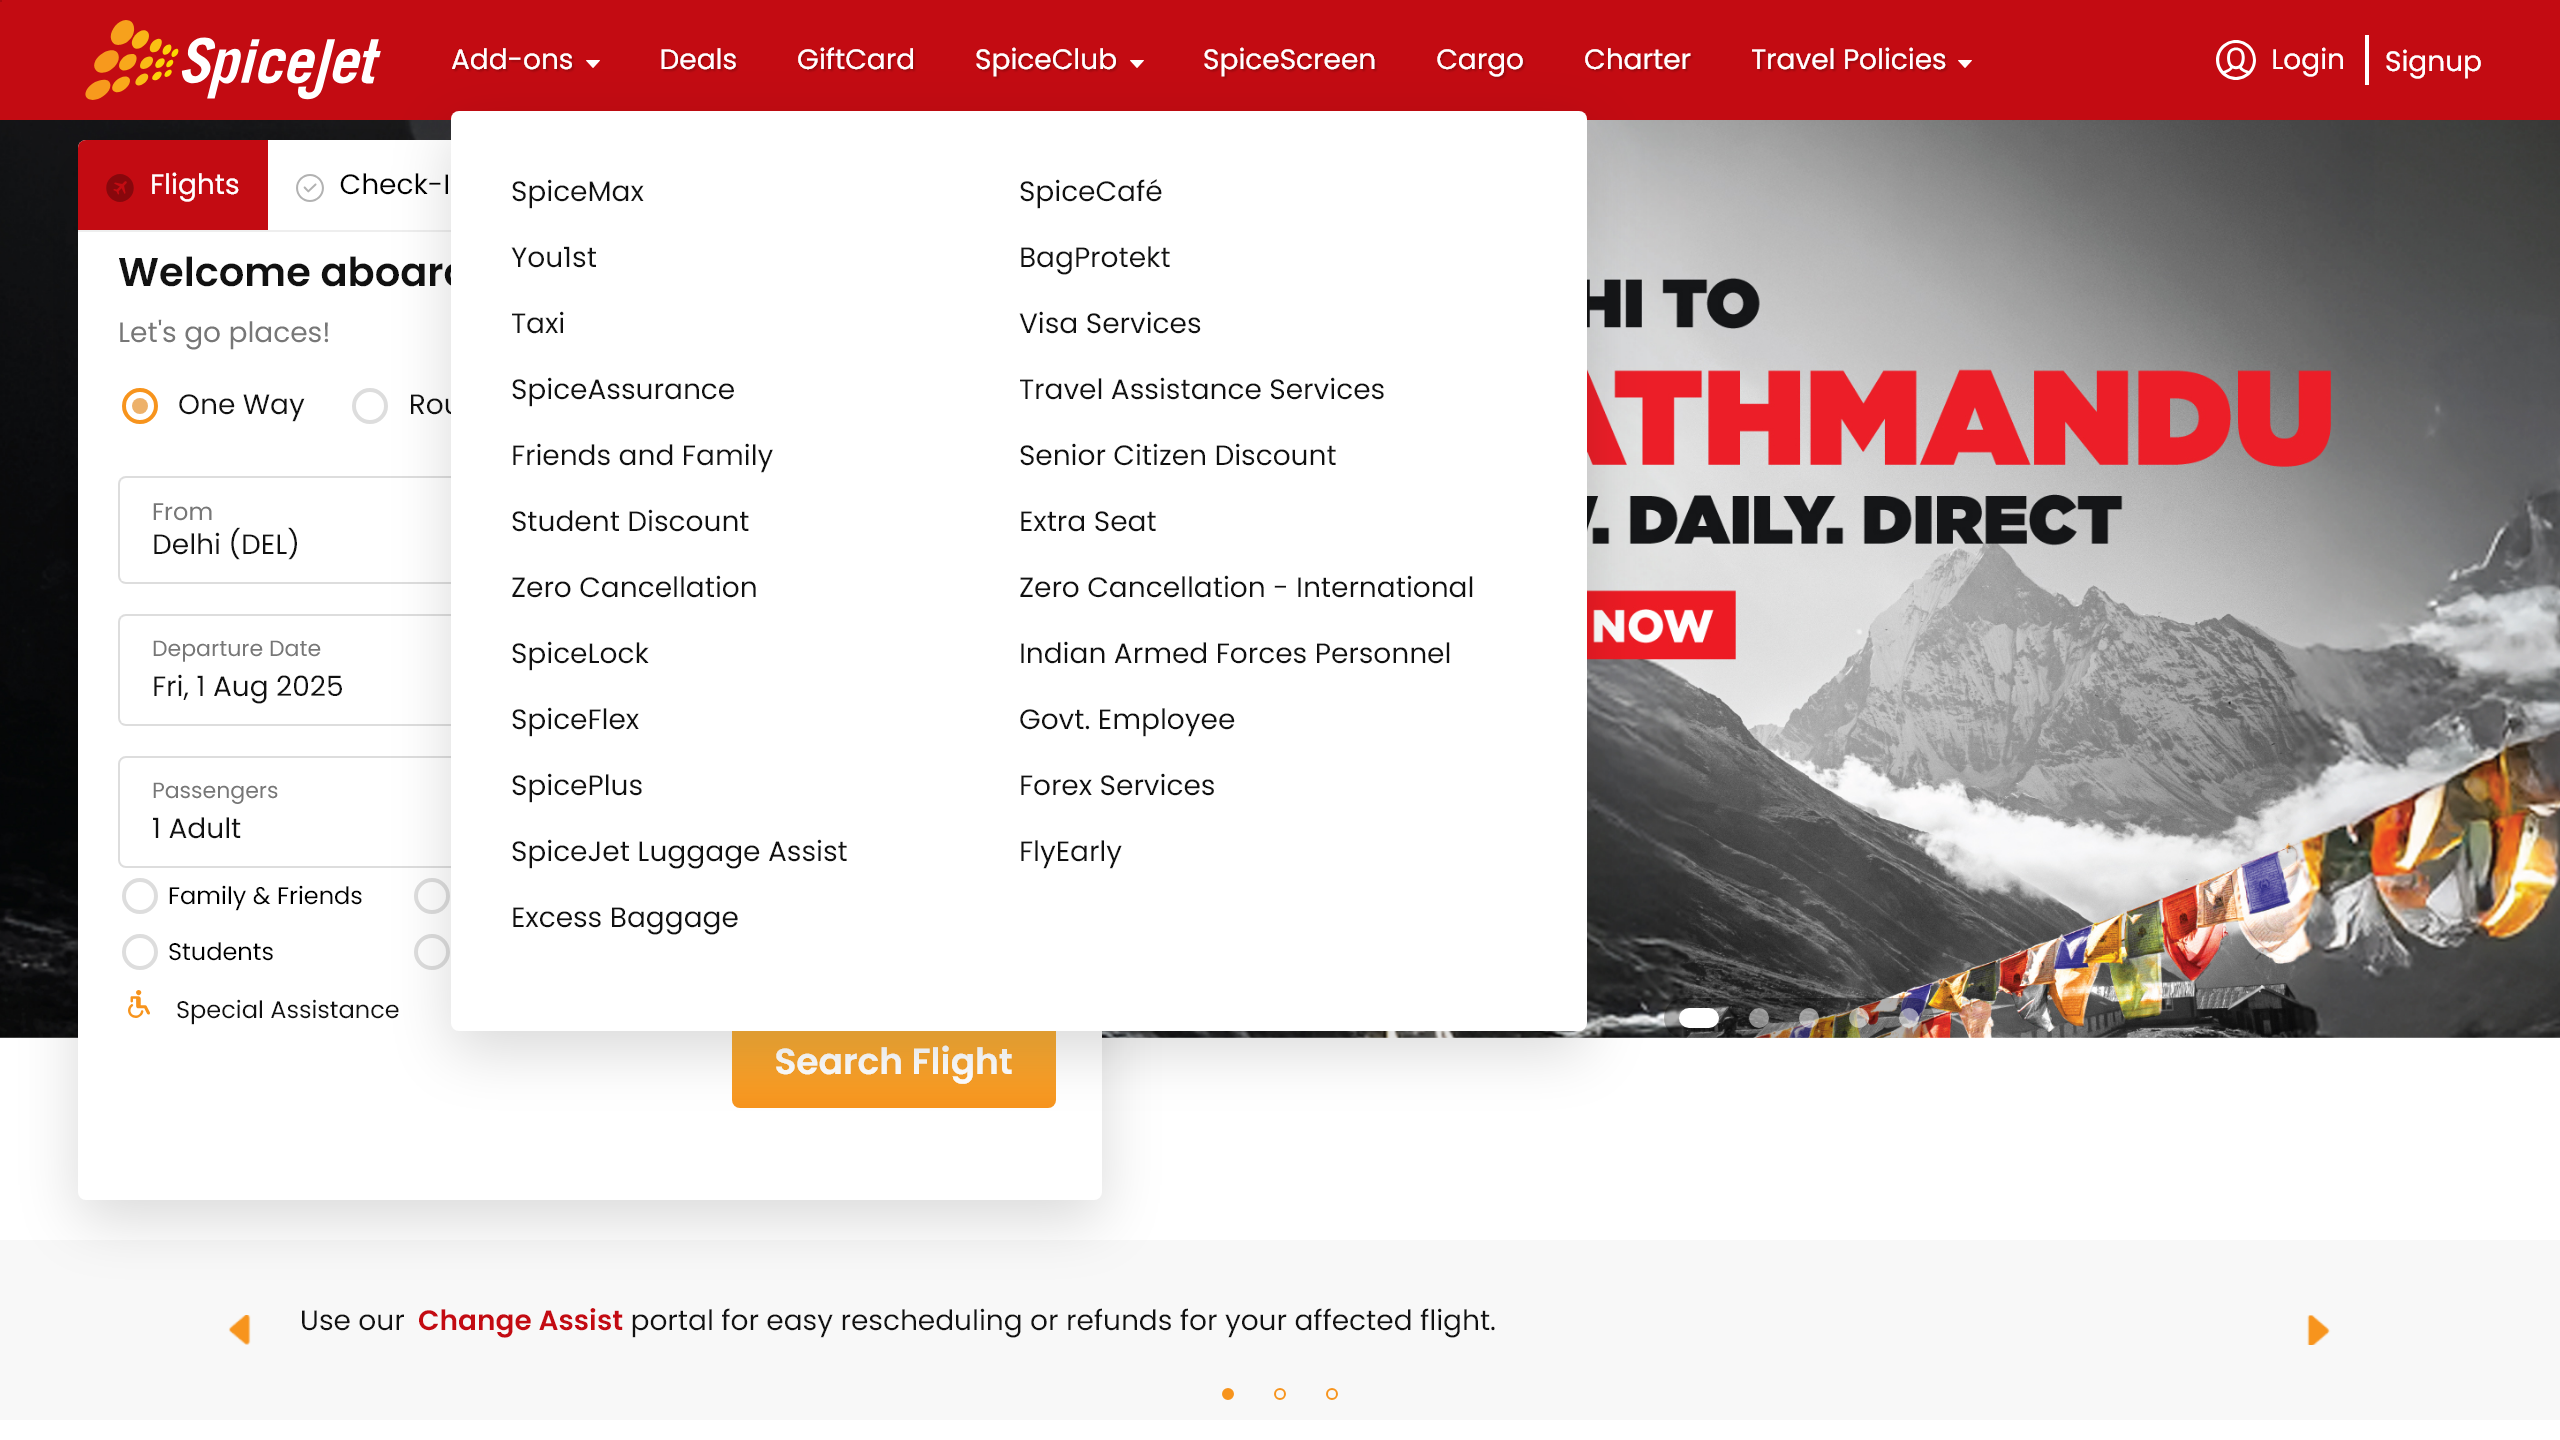 SpiceJet
Add-ons
Deals
GiftCard
SpiceClub
SpiceScreen
Cargo
Charter
Travel Policies
Login
Signup
Flights
Check-I
Welcome aboard
Let's go places!
One Way
Rou
From
Delhi (DEL)
Departure Date
Fri, 1 Aug 2025
Passengers
1 Adult
Family & Friends
Students
Special Assistance
SpiceMax
You1st
Taxi
SpiceAssurance
Friends and Family
Student Discount
Zero Cancellation
SpiceLock
SpiceFlex
SpicePlus
SpiceJet Luggage Assist
Excess Baggage
SpiceCafé
BagProtekt
Visa Services
Travel Assistance Services
Senior Citizen Discount
Extra Seat
Zero Cancellation - International
Indian Armed Forces Personnel
Govt. Employee
Forex Services
FlyEarly
HI TO
ATHMANDU
. DAILY. DIRECT
NOW
Search Flight
Use our Change Assist portal for easy rescheduling or refunds for your affected flight.